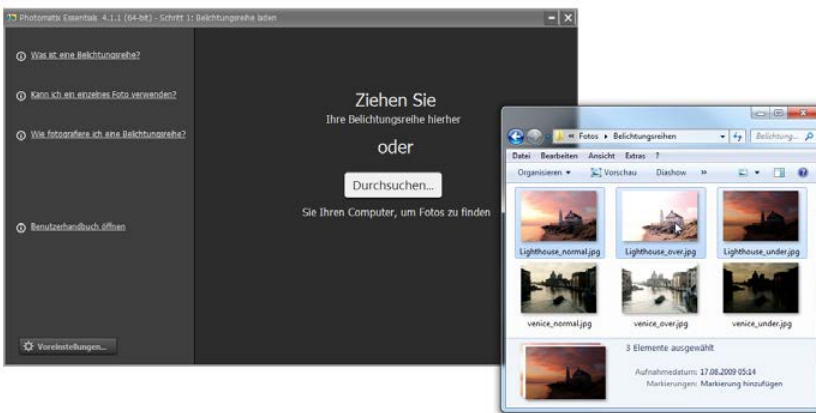 Photomatix Essentials 4.1.1 (64-bit) - Schritt 1: Belichtungsreihe laden
Was ist eine Belichtungsreihe?
Kann ich ein einzelnes Foto verwenden?
Wie fotografiere ich eine Belichtungsreihe?
Benutzerhandbuch öffnen
Voreinstellungen...
Ziehen Sie
Ihre Belichtungsreihe hierher
oder
Durchsuchen...
Sie Ihren Computer, um Fotos zu finden
« Fotos ▸ Belichtungsreihen Belichtung...
Datei Bearbeiten Ansicht Extras ?
Organisieren Vorschau Diashow »
Lighthouse_normal.jpg Lighthouse_over.jpg Lighthouse_under.jpg
venice_normal.jpg venice_over.jpg venice_under.jpg
3 Elemente ausgewählt
Aufnahmedatum: 17.08.2009 05:14
Markierungen: Markierung hinzufügen